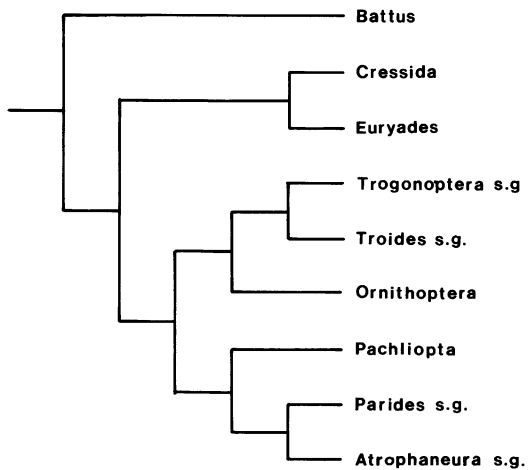 Battus
Cressida
Euryades
Trogonoptera s.g
Troides s.g.
Ornithoptera
Pachliopta
Parides s.g.
Atrophaneura s.g.